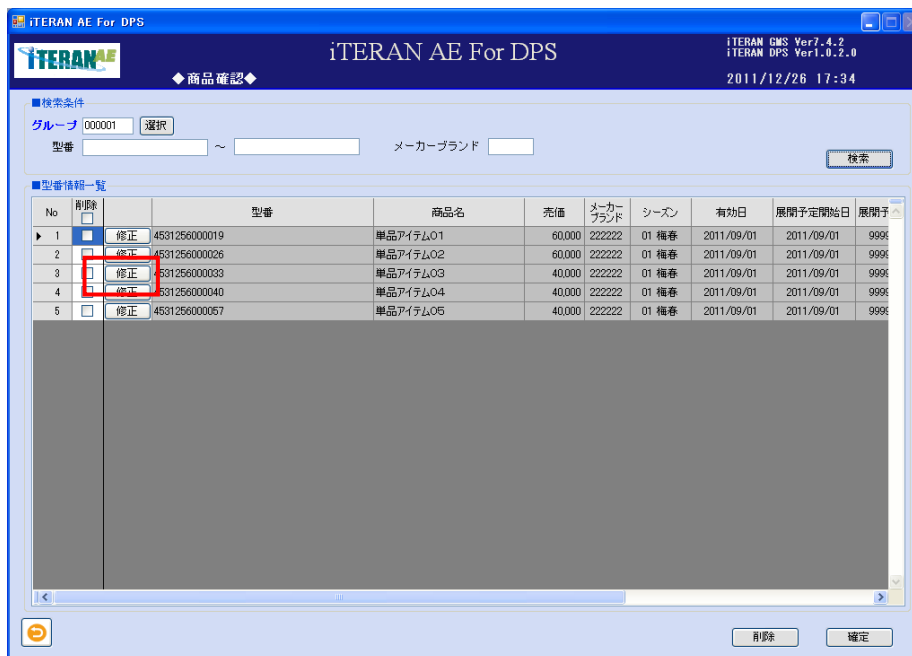 iTERAN AE For DPS
iTERAN AE
iTERAN AE For DPS
iTERAN GMS Ver7.4.2
iTERAN DPS Ver1.0.2.0
◆商品確認◆
2011/12/26 17:34
■検索条件
グループ 000001 選択
型番 ～ メーカーブランド
検索
■型番情報一覧
No 削除 型番 商品名 売価 メーカーブランド シーズン 有効日 展開予定開始日 展開予
1 修正 4531256000019 単品アイテム01 60,000 222222 01 梅春 2011/09/01 2011/09/01 9999
2 修正 4531256000026 単品アイテム02 60,000 222222 01 梅春 2011/09/01 2011/09/01 9999
3 修正 4531256000033 単品アイテム03 40,000 222222 01 梅春 2011/09/01 2011/09/01 9999
4 修正 4531256000040 単品アイテム04 40,000 222222 01 梅春 2011/09/01 2011/09/01 9999
5 修正 4531256000057 単品アイテム05 40,000 222222 01 梅春 2011/09/01 2011/09/01 9999
削除 確定